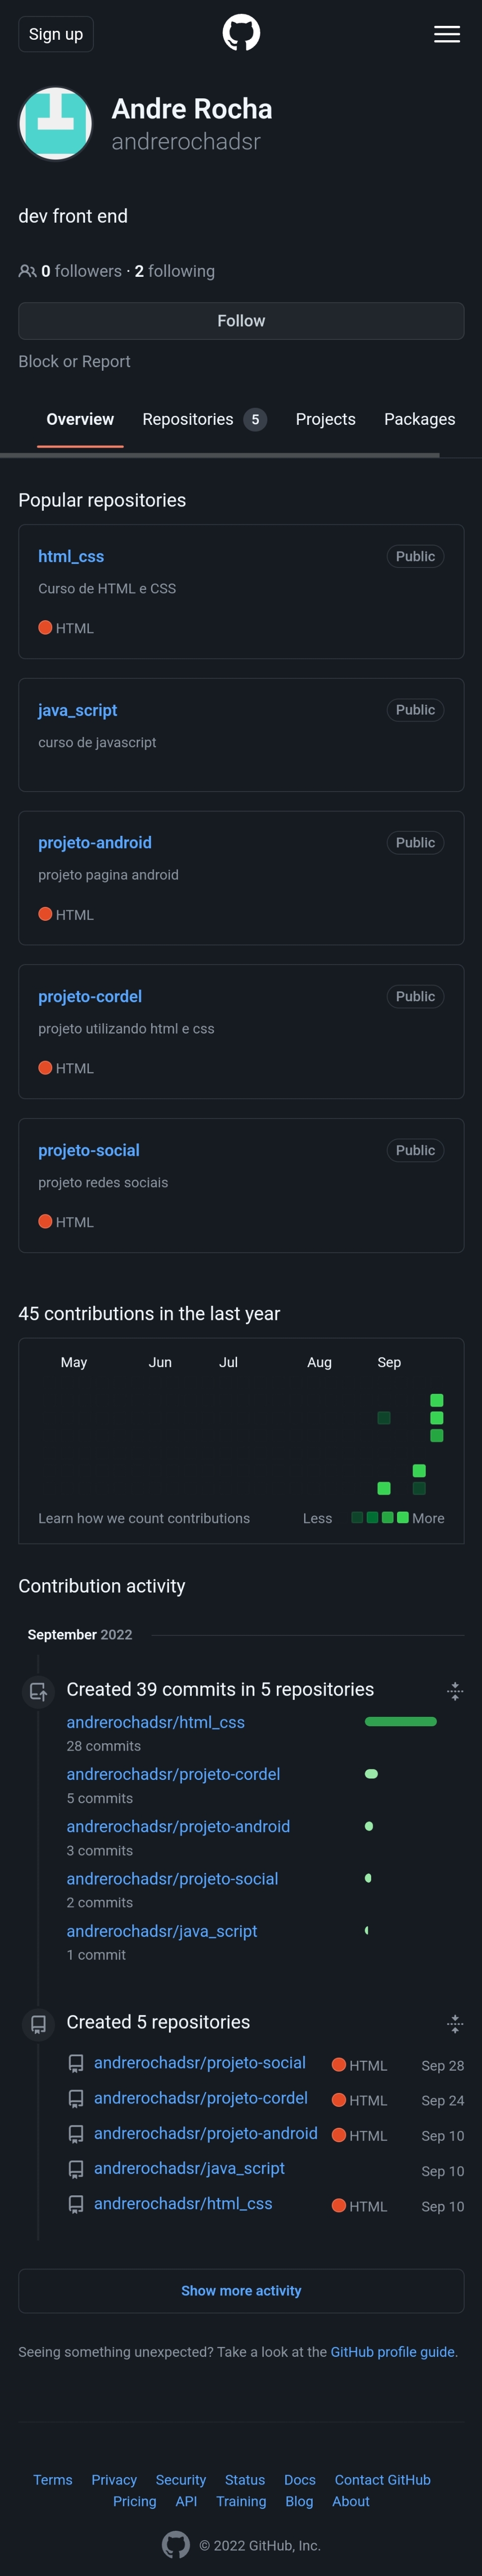 Sign up
Andre Rocha
andrerochadsr
dev front end
0 followers · 2 following
Follow
Block or Report
Overview Repositories 5 Projects Packages
Popular repositories
html_css Public
Curso de HTML e CSS
HTML
java_script Public
curso de javascript
projeto-android Public
projeto pagina android
HTML
projeto-cordel Public
projeto utilizando html e css
HTML
projeto-social Public
projeto redes sociais
HTML
45 contributions in the last year
May Jun Jul Aug Sep
Learn how we count contributions Less More
Contribution activity
September 2022
Created 39 commits in 5 repositories
andrerochadsr/html_css
28 commits
andrerochadsr/projeto-cordel
5 commits
andrerochadsr/projeto-android
3 commits
andrerochadsr/projeto-social
2 commits
andrerochadsr/java_script
1 commit
Created 5 repositories
andrerochadsr/projeto-social HTML Sep 28
andrerochadsr/projeto-cordel HTML Sep 24
andrerochadsr/projeto-android HTML Sep 10
andrerochadsr/java_script Sep 10
andrerochadsr/html_css HTML Sep 10
Show more activity
Seeing something unexpected? Take a look at the GitHub profile guide.
Terms Privacy Security Status Docs Contact GitHub
Pricing API Training Blog About
© 2022 GitHub, Inc.